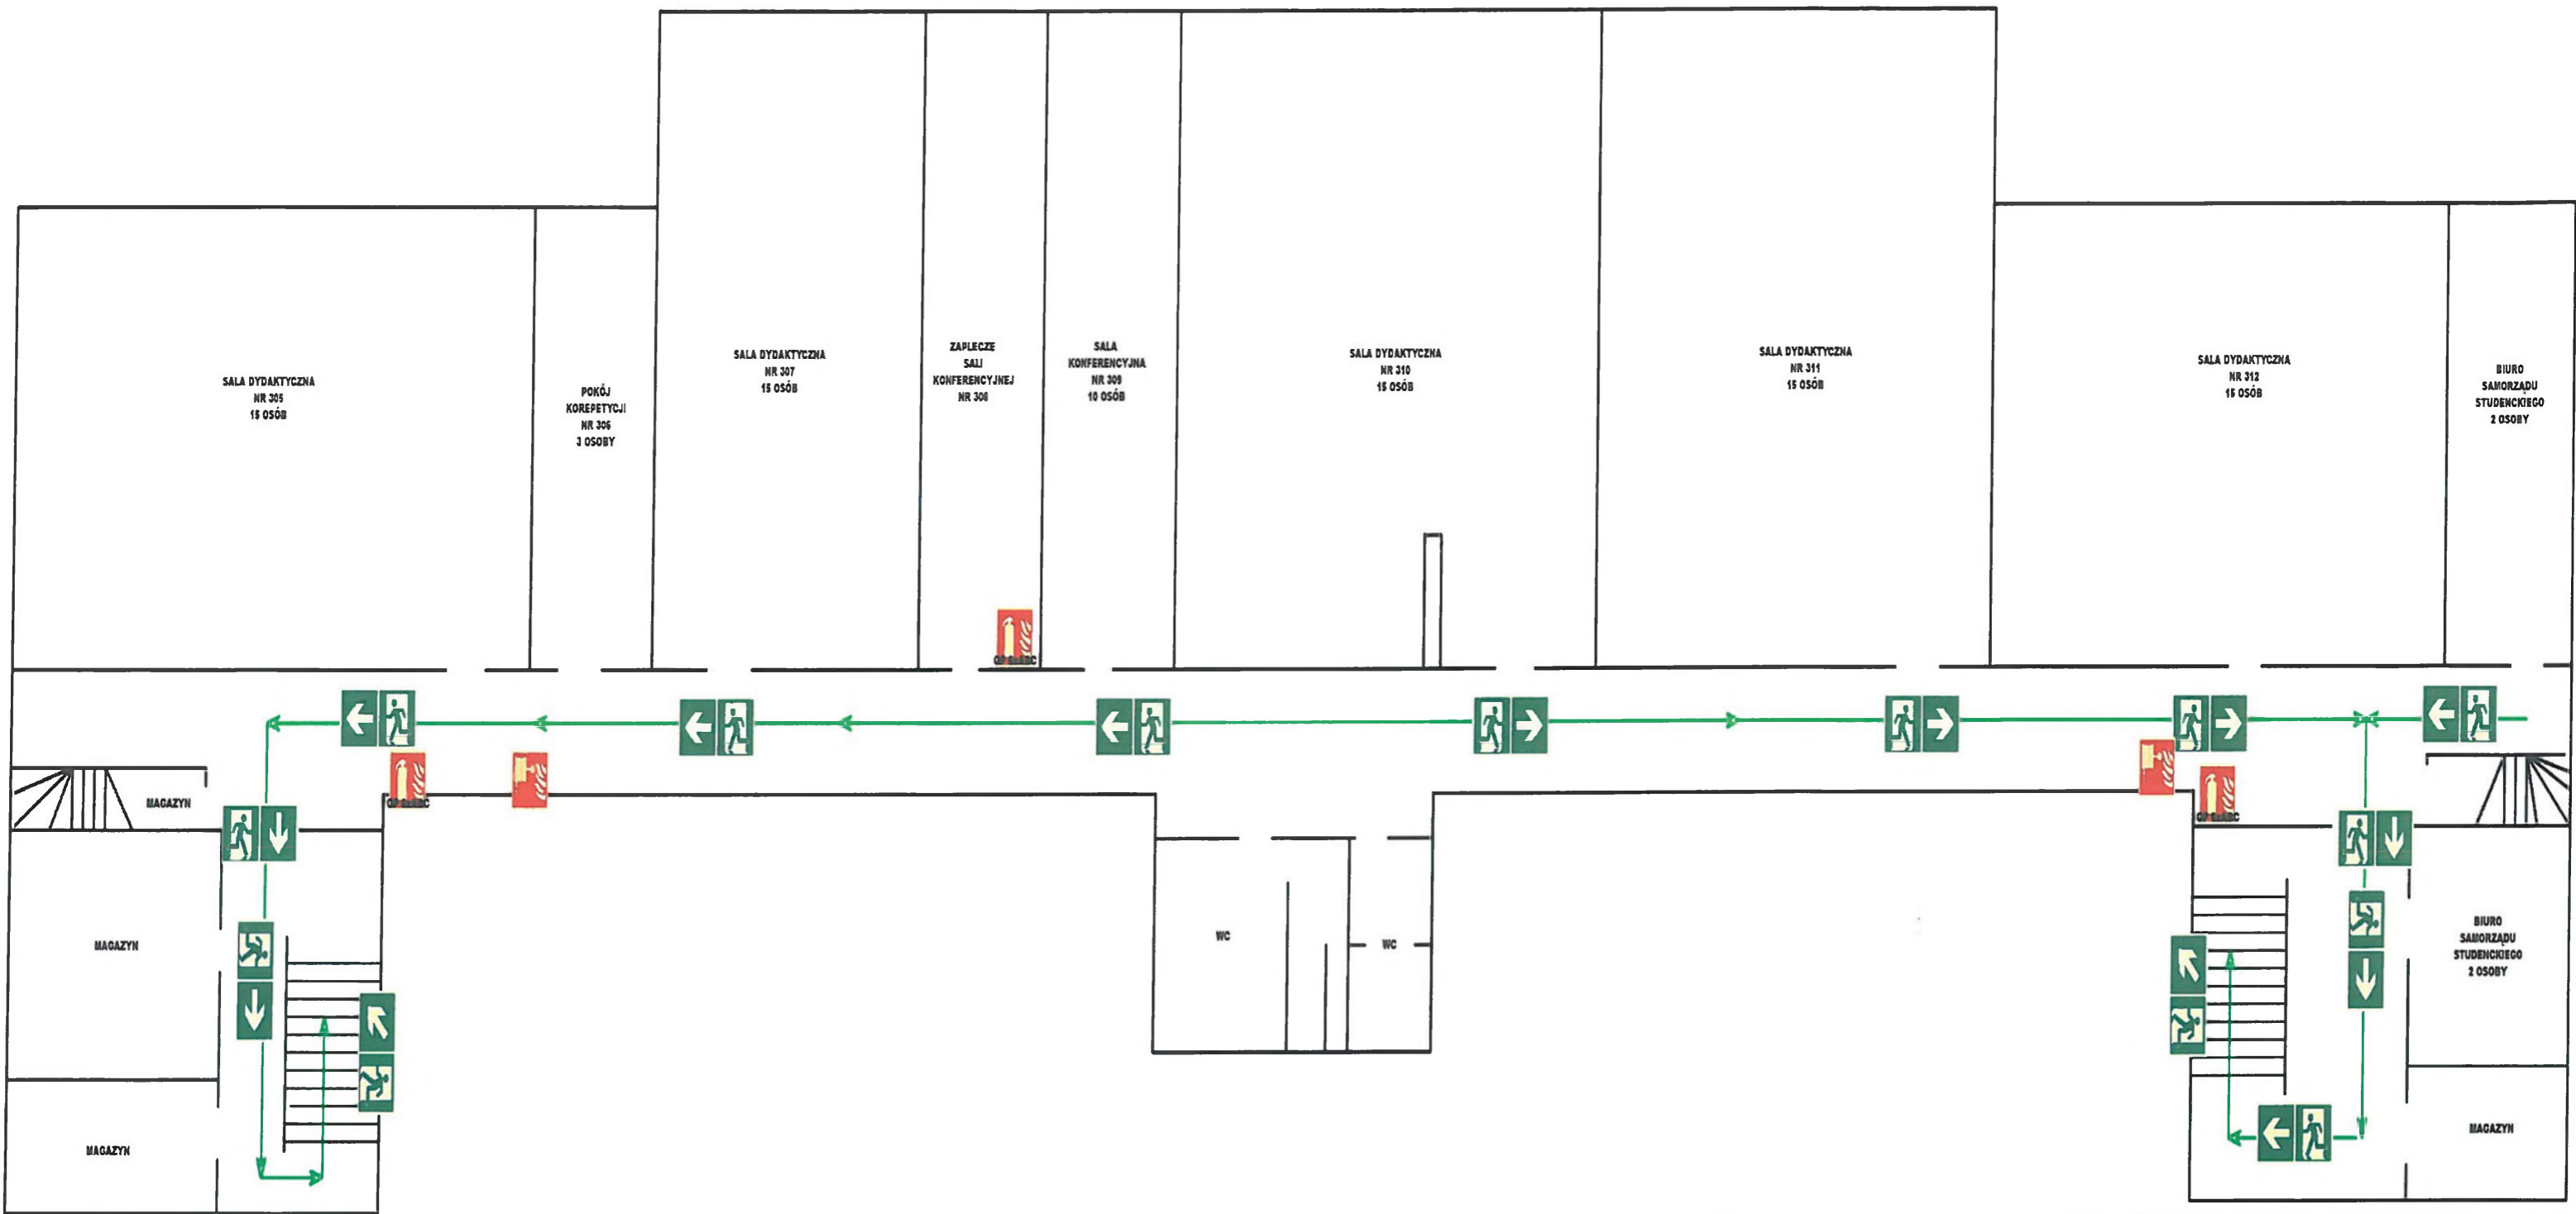 SALA DYDAKTYCZNA
NR 305
15 OSÓB
POKÓJ
KOREPETYCJI
NR 306
3 OSOBY
SALA DYDAKTYCZNA
NR 307
15 OSÓB
ZAPLECZE
SALI
KONFERENCYJNEJ
NR 308
SALA
KONFERENCYJNA
NR 309
10 OSÓB
SALA DYDAKTYCZNA
NR 310
15 OSÓB
SALA DYDAKTYCZNA
NR 311
15 OSÓB
SALA DYDAKTYCZNA
NR 312
15 OSÓB
BIURO
SAMORZĄDU
STUDENCKIEGO
2 OSOBY
MAGAZYN
MAGAZYN
MAGAZYN
WC
WC
BIURO
SAMORZĄDU
STUDENCKIEGO
2 OSOBY
MAGAZYN